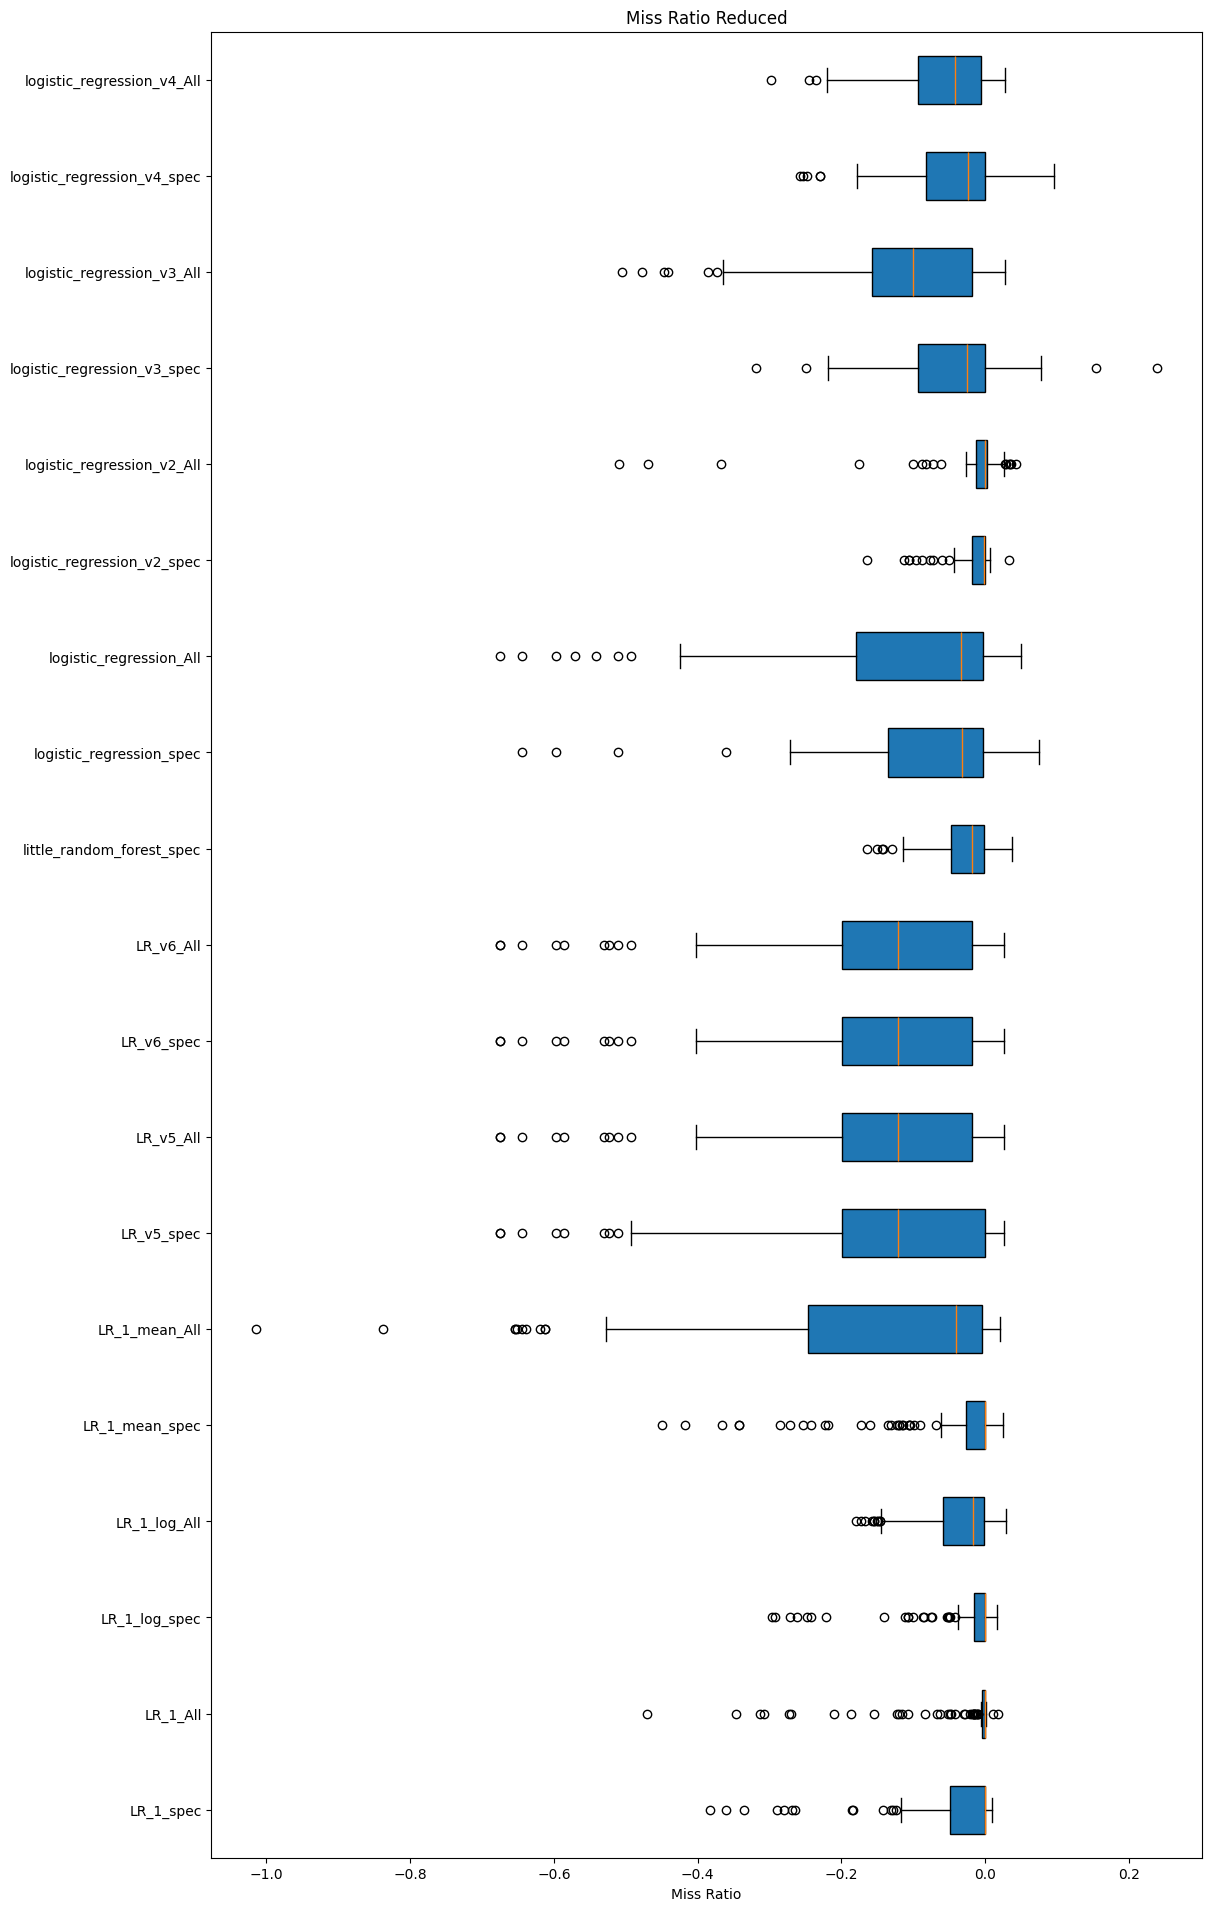 Miss Ratio Reduced
logistic_regression_v4_All
logistic_regression_v4_spec
logistic_regression_v3_All
logistic_regression_v3_spec
logistic_regression_v2_All
logistic_regression_v2_spec
logistic_regression_All
logistic_regression_spec
little_random_forest_spec
LR_v6_All
LR_v6_spec
LR_v5_All
LR_v5_spec
LR_1_mean_All
LR_1_mean_spec
LR_1_log_All
LR_1_log_spec
LR_1_All
LR_1_spec
−1.0 −0.8 −0.6 −0.4 −0.2 0.0 0.2
Miss Ratio